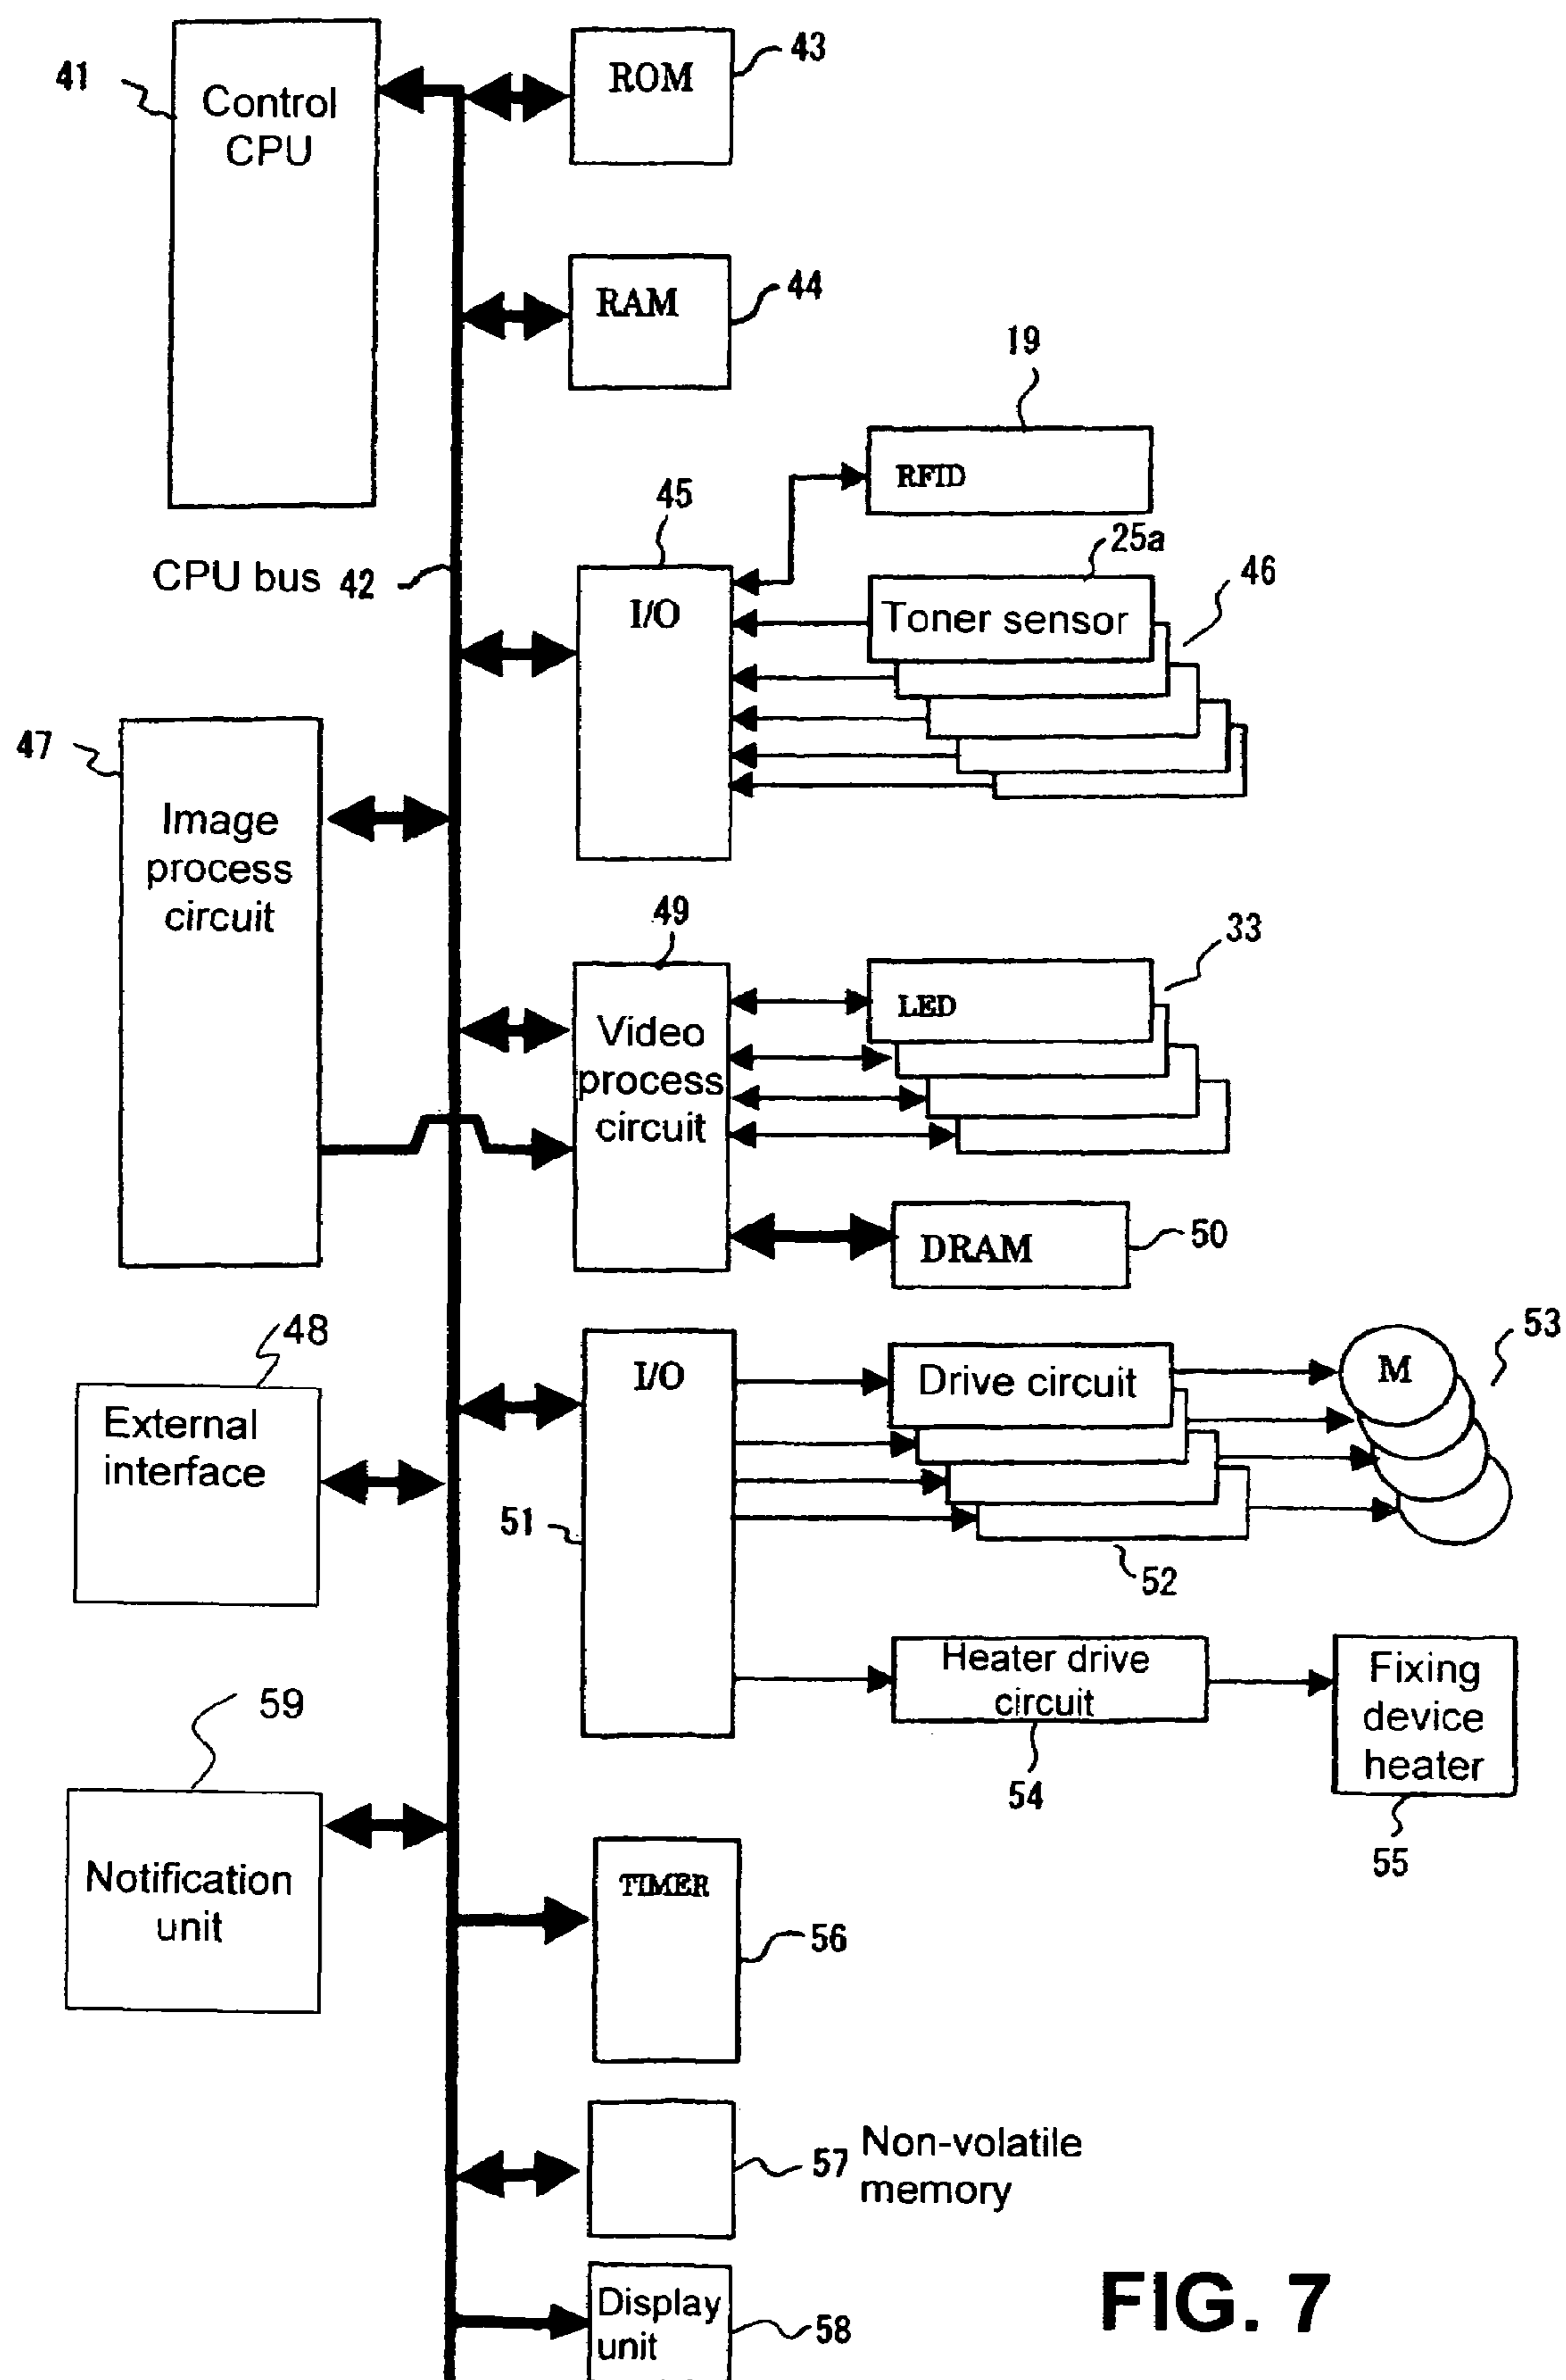 43
ROM
41
Control
CPU
44
RAM
19
RFID
45
25a
46
I/O
Toner sensor
CPU bus 42
47
Image
process
circuit
49
33
LED
Video
process
circuit
DRAM
50
48
53
I/O
Drive circuit
M
External
interface
51
52
Heater drive
circuit
Fixing
device
heater
59
54
55
Notification
unit
TIMER
56
57 Non-volatile
memory
Display
unit
58
FIG. 7